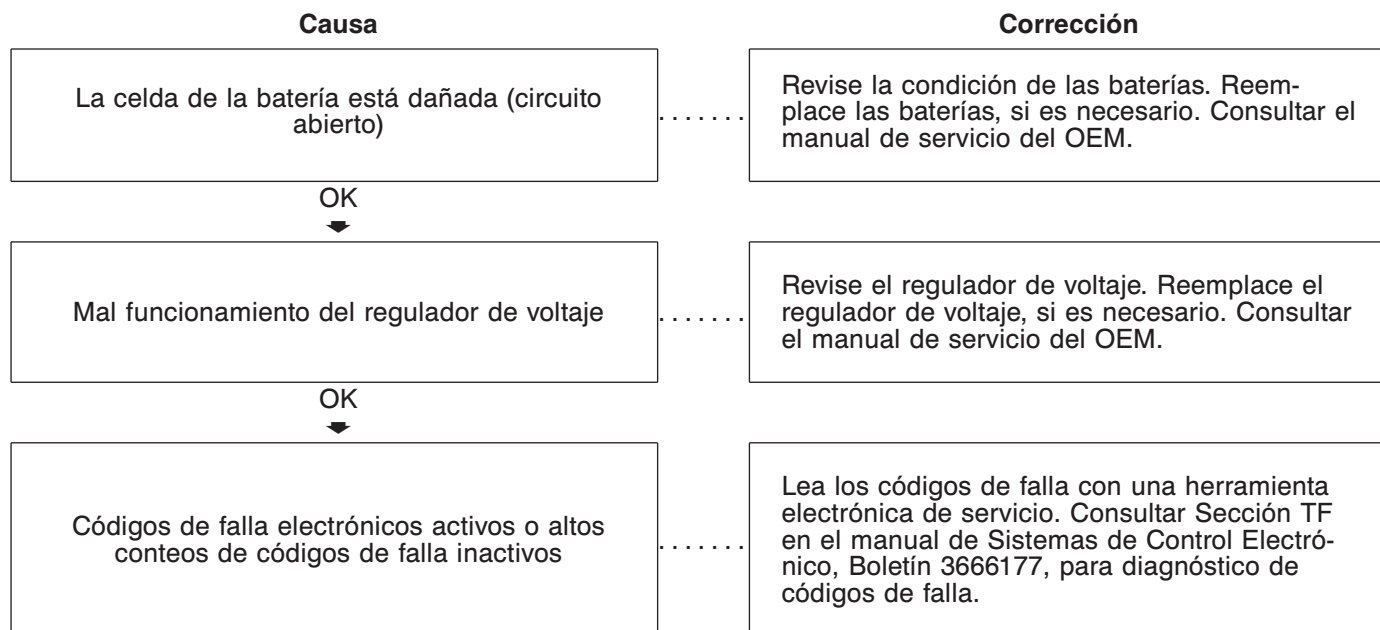 Causa
Corrección
La celda de la batería está dañada (circuito
abierto)
. . . . . . .
Revise la condición de las baterías. Reem-
place las baterías, si es necesario. Consultar el
manual de servicio del OEM.
OK
Mal funcionamiento del regulador de voltaje
. . . . . . .
Revise el regulador de voltaje. Reemplace el
regulador de voltaje, si es necesario. Consultar
el manual de servicio del OEM.
OK
Códigos de falla electrónicos activos o altos
conteos de códigos de falla inactivos
. . . . . . .
Lea los códigos de falla con una herramienta
electrónica de servicio. Consultar Sección TF
en el manual de Sistemas de Control Electró-
nico, Boletín 3666177, para diagnóstico de
códigos de falla.